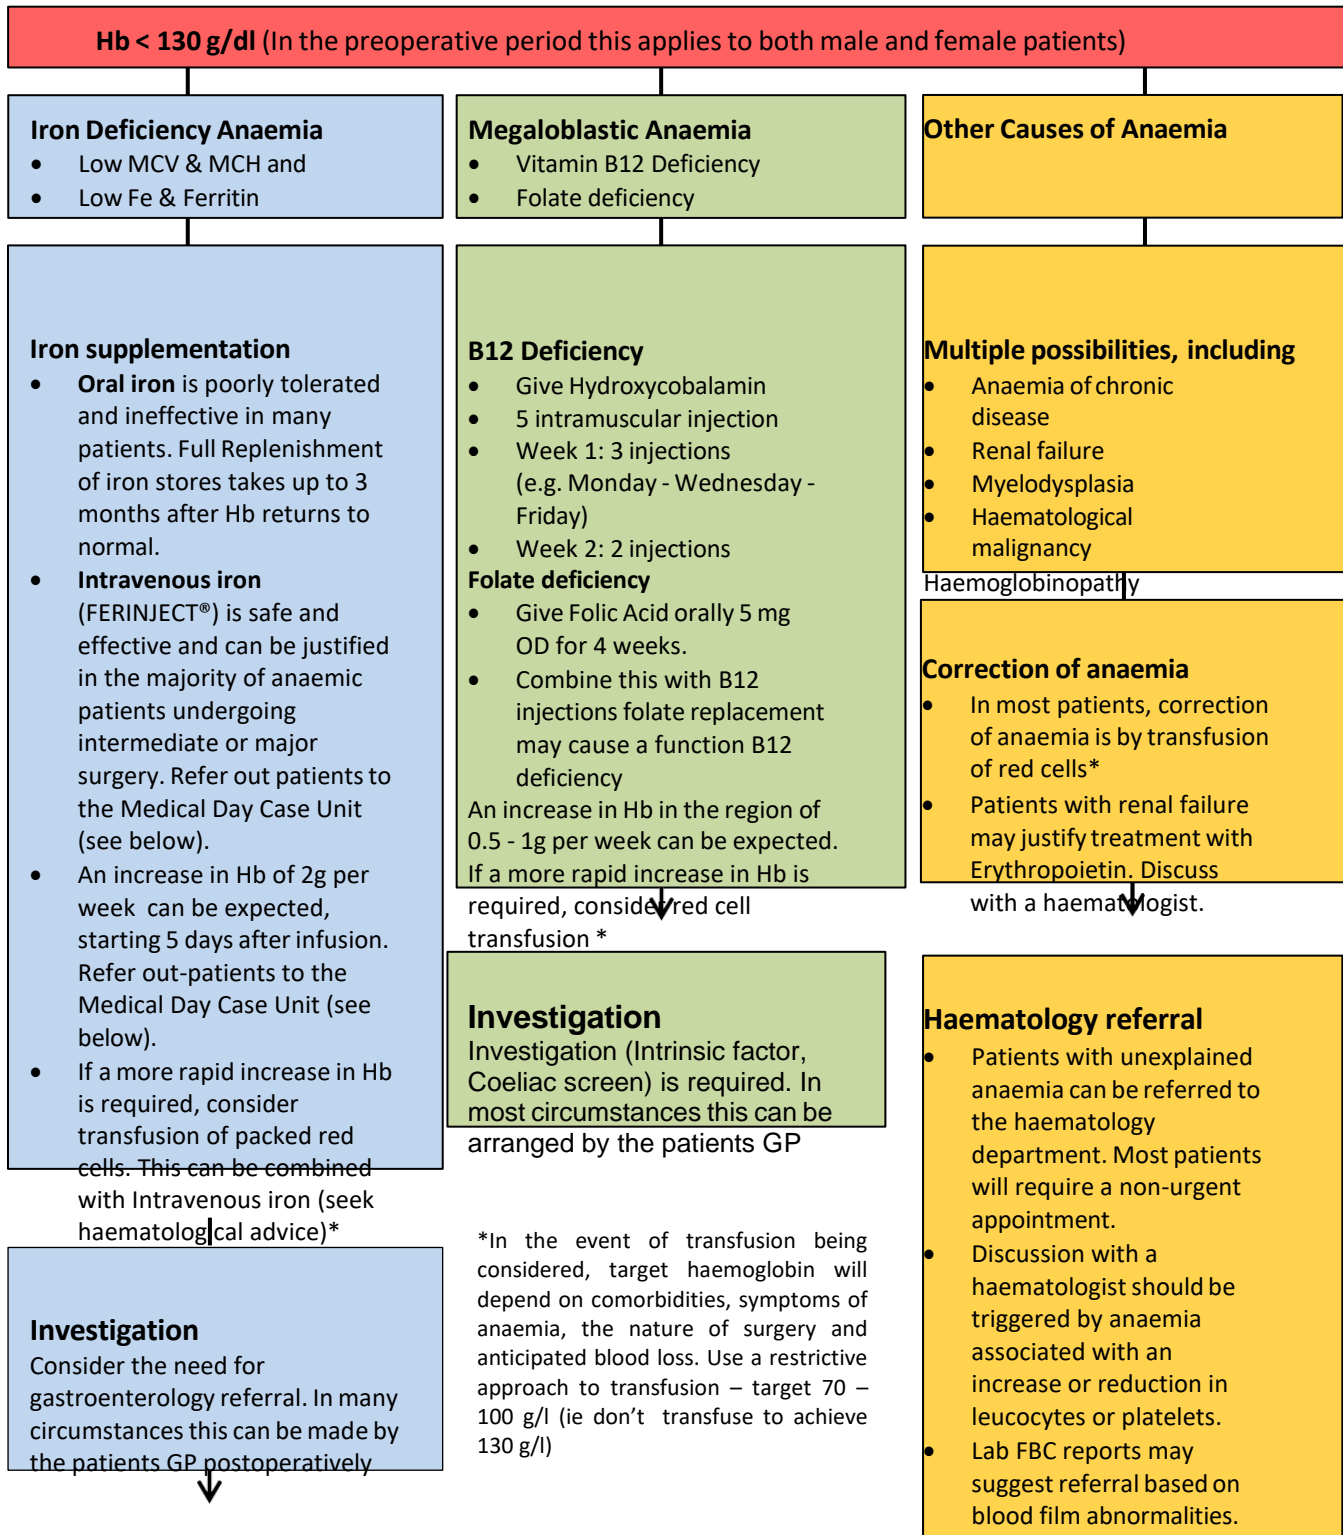 Hb < 130 g/dl (In the preoperative period this applies to both male and female patients)
Iron Deficiency Anaemia
• Low MCV & MCH and
• Low Fe & Ferritin
Iron supplementation
• Oral iron is poorly tolerated
and ineffective in many
patients. Full Replenishment
of iron stores takes up to 3
months after Hb returns to
normal.
• Intravenous iron
(FERINJECT®) is safe and
effective and can be justified
in the majority of anaemic
patients undergoing
intermediate or major
surgery. Refer out patients to
the Medical Day Case Unit
(see below).
• An increase in Hb of 2g per
week can be expected,
starting 5 days after infusion.
Refer out-patients to the
Medical Day Case Unit (see
below).
• If a more rapid increase in Hb
is required, consider
transfusion of packed red
cells. This can be combined
with Intravenous iron (seek
haematological advice)*
Investigation
Consider the need for
gastroenterology referral. In many
circumstances this can be made by
the patients GP postoperatively
Megaloblastic Anaemia
• Vitamin B12 Deficiency
• Folate deficiency
B12 Deficiency
• Give Hydroxycobalamin
• 5 intramuscular injection
• Week 1: 3 injections
(e.g. Monday - Wednesday -
Friday)
• Week 2: 2 injections
Folate deficiency
• Give Folic Acid orally 5 mg
OD for 4 weeks.
• Combine this with B12
injections folate replacement
may cause a function B12
deficiency
An increase in Hb in the region of
0.5 - 1g per week can be expected.
If a more rapid increase in Hb is
required, consider red cell
transfusion *
Investigation
Investigation (Intrinsic factor,
Coeliac screen) is required. In
most circumstances this can be
arranged by the patients GP
*In the event of transfusion being
considered, target haemoglobin will
depend on comorbidities, symptoms of
anaemia, the nature of surgery and
anticipated blood loss. Use a restrictive
approach to transfusion – target 70 –
100 g/l (ie don't transfuse to achieve
130 g/l)
Other Causes of Anaemia
Multiple possibilities, including
• Anaemia of chronic
disease
• Renal failure
• Myelodysplasia
• Haematological
malignancy
Haemoglobinopathy
Correction of anaemia
• In most patients, correction
of anaemia is by transfusion
of red cells*
• Patients with renal failure
may justify treatment with
Erythropoietin. Discuss
with a haematologist.
Haematology referral
• Patients with unexplained
anaemia can be referred to
the haematology
department. Most patients
will require a non-urgent
appointment.
• Discussion with a
haematologist should be
triggered by anaemia
associated with an
increase or reduction in
leucocytes or platelets.
• Lab FBC reports may
suggest referral based on
blood film abnormalities.